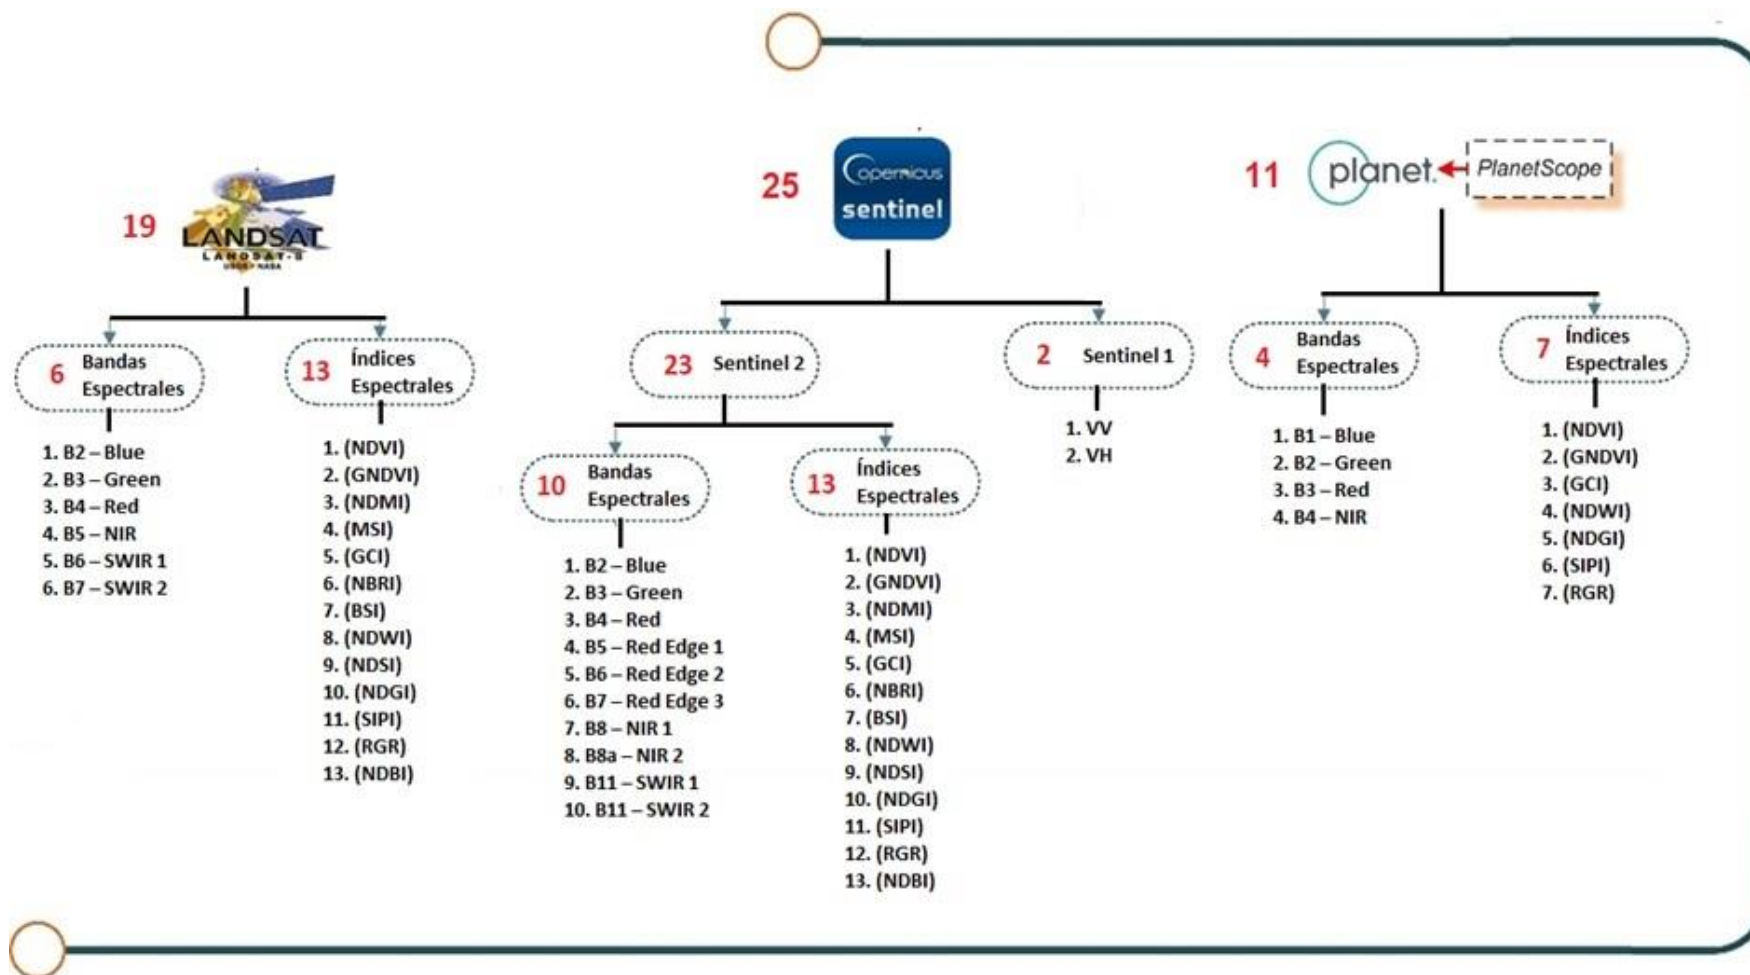 19
LANDSAT
LANDSAT-8
USGS - NASA
6
Bandas
Espectrales
1. B2 – Blue
2. B3 – Green
3. B4 – Red
4. B5 – NIR
5. B6 – SWIR 1
6. B7 – SWIR 2
13
Índices
Espectrales
1. (NDVI)
2. (GNDVI)
3. (NDMI)
4. (MSI)
5. (GCI)
6. (NBRI)
7. (BSI)
8. (NDWI)
9. (NDSI)
10. (NDGI)
11. (SIPI)
12. (RGR)
13. (NDBI)
25
Copernicus
sentinel
23 Sentinel 2
10
Bandas
Espectrales
1. B2 – Blue
2. B3 – Green
3. B4 – Red
4. B5 – Red Edge 1
5. B6 – Red Edge 2
6. B7 – Red Edge 3
7. B8 – NIR 1
8. B8a – NIR 2
9. B11 – SWIR 1
10. B11 – SWIR 2
13
Índices
Espectrales
1. (NDVI)
2. (GNDVI)
3. (NDMI)
4. (MSI)
5. (GCI)
6. (NBRI)
7. (BSI)
8. (NDWI)
9. (NDSI)
10. (NDGI)
11. (SIPI)
12. (RGR)
13. (NDBI)
2 Sentinel 1
1. VV
2. VH
11
planet.
PlanetScope
4
Bandas
Espectrales
1. B1 – Blue
2. B2 – Green
3. B3 – Red
4. B4 – NIR
7
Índices
Espectrales
1. (NDVI)
2. (GNDVI)
3. (GCI)
4. (NDWI)
5. (NDGI)
6. (SIPI)
7. (RGR)